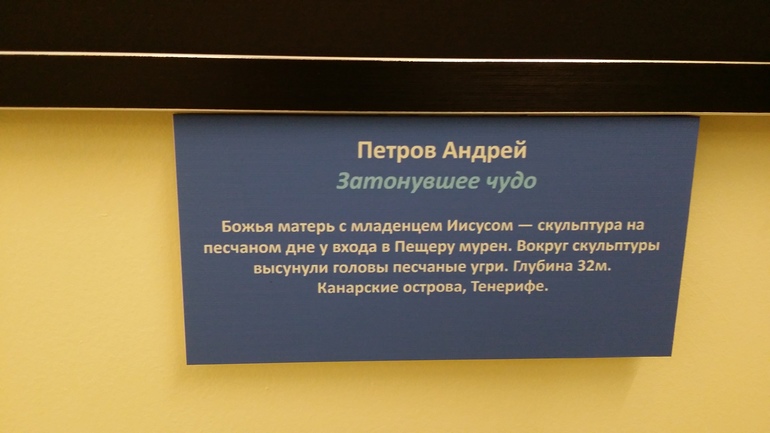 Петров Андрей
Затонувшее чудо
Божья матерь с младенцем Иисусом — скульптура на
песчаном дне у входа в Пещеру мурен. Вокруг скульптуры
высунули головы песчаные угри. Глубина 32м.
Канарские острова, Тенерифе.